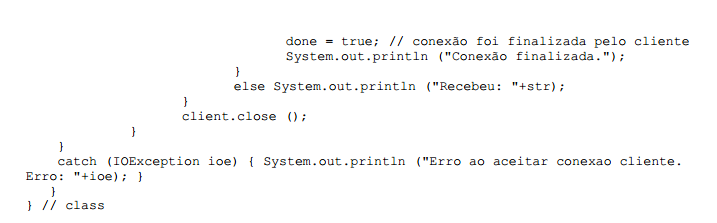 done = true; // conexão foi finalizada pelo cliente
System.out.println ("Conexão finalizada.");
}
else System.out.println ("Recebeu: "+str);
}
client.close ();
}
}
catch (IOException ioe) { System.out.println ("Erro ao aceitar conexao cliente.
Erro: "+ioe); }
}
} // class